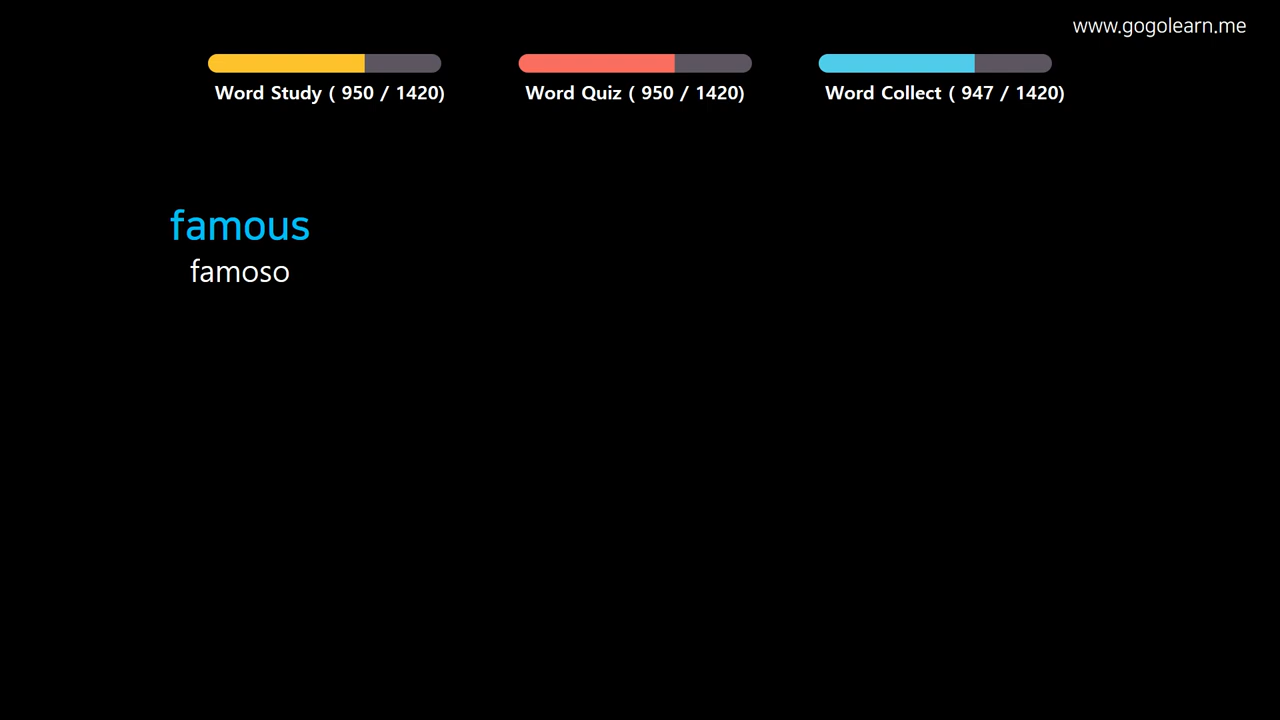 www.gogolearn.me
Word Study ( 950 / 1420)
Word Quiz ( 950 / 1420)
Word Collect ( 947 / 1420)
famous
famoso